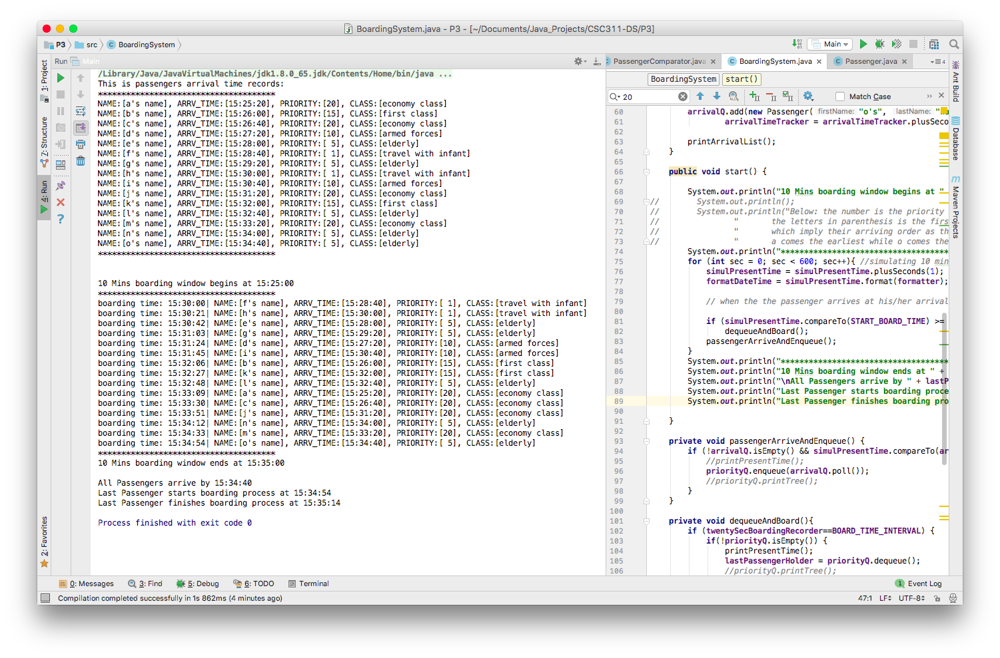 BoardingSystem.java - P3 - [~/Documents/Java_Projects/CSC311-DS/P3]
P3 src BoardingSystem
Main
Run Main
PassengerComparator.java BoardingSystem.java Passenger.java
4
1: Project
7: Structure
4: Run
2: Favorites
/Library/Java/JavaVirtualMachines/jdk1.8.0_65.jdk/Contents/Home/bin/java ...
This is passengers arrival time records:
**************************************
NAME:[a's name], ARRV_TIME:[15:25:20], PRIORITY:[20], CLASS:[economy class]
NAME:[b's name], ARRV_TIME:[15:26:00], PRIORITY:[15], CLASS:[first class]
NAME:[c's name], ARRV_TIME:[15:26:40], PRIORITY:[20], CLASS:[economy class]
NAME:[d's name], ARRV_TIME:[15:27:20], PRIORITY:[10], CLASS:[armed forces]
NAME:[e's name], ARRV_TIME:[15:28:00], PRIORITY:[ 5], CLASS:[elderly]
NAME:[f's name], ARRV_TIME:[15:28:40], PRIORITY:[ 1], CLASS:[travel with infant]
NAME:[g's name], ARRV_TIME:[15:29:20], PRIORITY:[ 5], CLASS:[elderly]
NAME:[h's name], ARRV_TIME:[15:30:00], PRIORITY:[ 1], CLASS:[travel with infant]
NAME:[i's name], ARRV_TIME:[15:30:40], PRIORITY:[10], CLASS:[armed forces]
NAME:[j's name], ARRV_TIME:[15:31:20], PRIORITY:[20], CLASS:[economy class]
NAME:[k's name], ARRV_TIME:[15:32:00], PRIORITY:[15], CLASS:[first class]
NAME:[l's name], ARRV_TIME:[15:32:40], PRIORITY:[ 5], CLASS:[elderly]
NAME:[m's name], ARRV_TIME:[15:33:20], PRIORITY:[20], CLASS:[economy class]
NAME:[n's name], ARRV_TIME:[15:34:00], PRIORITY:[ 5], CLASS:[elderly]
NAME:[o's name], ARRV_TIME:[15:34:40], PRIORITY:[ 5], CLASS:[elderly]
**************************************
10 Mins boarding window begins at 15:25:00
**************************************
boarding time: 15:30:00| NAME:[f's name], ARRV_TIME:[15:28:40], PRIORITY:[ 1], CLASS:[travel with infant]
boarding time: 15:30:21| NAME:[h's name], ARRV_TIME:[15:30:00], PRIORITY:[ 1], CLASS:[travel with infant]
boarding time: 15:30:42| NAME:[e's name], ARRV_TIME:[15:28:00], PRIORITY:[ 5], CLASS:[elderly]
boarding time: 15:31:03| NAME:[g's name], ARRV_TIME:[15:29:20], PRIORITY:[ 5], CLASS:[elderly]
boarding time: 15:31:24| NAME:[d's name], ARRV_TIME:[15:27:20], PRIORITY:[10], CLASS:[armed forces]
boarding time: 15:31:45| NAME:[i's name], ARRV_TIME:[15:30:40], PRIORITY:[10], CLASS:[armed forces]
boarding time: 15:32:06| NAME:[b's name], ARRV_TIME:[15:26:00], PRIORITY:[15], CLASS:[first class]
boarding time: 15:32:27| NAME:[k's name], ARRV_TIME:[15:32:00], PRIORITY:[15], CLASS:[first class]
boarding time: 15:32:48| NAME:[l's name], ARRV_TIME:[15:32:40], PRIORITY:[ 5], CLASS:[elderly]
boarding time: 15:33:09| NAME:[a's name], ARRV_TIME:[15:25:20], PRIORITY:[20], CLASS:[economy class]
boarding time: 15:33:30| NAME:[c's name], ARRV_TIME:[15:26:40], PRIORITY:[20], CLASS:[economy class]
boarding time: 15:33:51| NAME:[j's name], ARRV_TIME:[15:31:20], PRIORITY:[20], CLASS:[economy class]
boarding time: 15:34:12| NAME:[n's name], ARRV_TIME:[15:34:00], PRIORITY:[ 5], CLASS:[elderly]
boarding time: 15:34:33| NAME:[m's name], ARRV_TIME:[15:33:20], PRIORITY:[20], CLASS:[economy class]
boarding time: 15:34:54| NAME:[o's name], ARRV_TIME:[15:34:40], PRIORITY:[ 5], CLASS:[elderly]
**************************************
10 Mins boarding window ends at 15:35:00
All Passengers arrive by 15:34:40
Last Passenger starts boarding process at 15:34:54
Last Passenger finishes boarding process at 15:35:14
Process finished with exit code 0
BoardingSystem start()
20 Match Case
60 arrivalQ.add(new Passenger( firstName: "o's", lastName:
61 arrivalTimeTracker = arrivalTimeTracker.plusSeco
62
63 printArrivalList();
64 }
65
66 public void start() {
67
68 System.out.println("10 Mins boarding window begins at "
69 // System.out.println();
70 // System.out.println("Below: the number is the priority
71 // " the letters in parenthesis is the firs
72 // " which imply their arriving order as th
73 // " a comes the earliest while o comes the
74 System.out.println("************************************
75 for (int sec = 0; sec < 600; sec++){ //simulating 10 min
76 simulPresentTime = simulPresentTime.plusSeconds(1);
77 formatDateTime = simulPresentTime.format(formatter);
78
79 // when the the passenger arrives at his/her arrival
80
81 if (simulPresentTime.compareTo(START_BOARD_TIME) >=
82 dequeueAndBoard();
83 passengerArriveAndEnqueue();
84 }
85 System.out.println("************************************
86 System.out.println("10 Mins boarding window ends at " +
87 System.out.println("\nAll Passengers arrive by " + lastP
88 System.out.println("Last Passenger starts boarding proce
89 System.out.println("Last Passenger finishes boarding pro
90
91 }
92
93 private void passengerArriveAndEnqueue() {
94 if (!arrivalQ.isEmpty() && simulPresentTime.compareTo(ar
95 //printPresentTime();
96 priorityQ.enqueue(arrivalQ.poll());
97 //priorityQ.printTree();
98 }
99 }
100
101 private void dequeueAndBoard(){
102 if (twentySecBoardingRecorder==BOARD_TIME_INTERVAL) {
103 if(!priorityQ.isEmpty()) {
104 printPresentTime();
105 lastPassengerHolder = priorityQ.dequeue();
106 //priorityQ.printTree();
Ant Build
Database
Maven Projects
0: Messages 3: Find 5: Debug 6: TODO Terminal 1 Event Log
Compilation completed successfully in 1s 862ms (4 minutes ago) 47:1 LF UTF-8